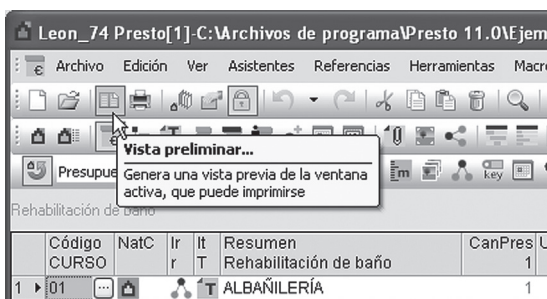 Leon_74 Presto[1]-C:\Archivos de programa\Presto 11.0\Ejem
Archivo Edición Ver Asistentes Referencias Herramientas Macr
Vista preliminar...
Presupue
Genera una vista previa de la ventana
activa, que puede imprimirse
key
Rehabilitación de baño
Código NatC Ir It Resumen CanPres U
CURSO r T Rehabilitación de baño 1
1 01 ... T ALBAÑILERÍA 1